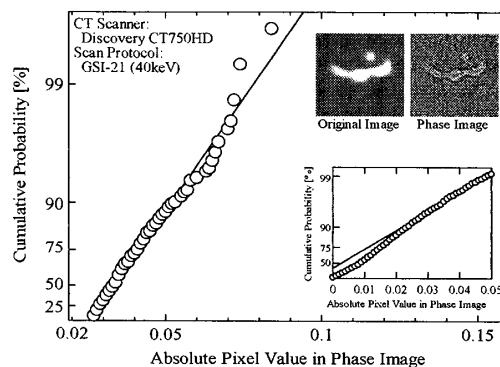 CT Scanner:
Discovery CT750HD
Scan Protocol:
GSI-21 (40keV)
Original Image
Phase Image
Cumulative Probability [%]
99
90
75
50
25
0.02
0.05
0.1
0.15
Absolute Pixel Value in Phase Image
Cumulative Probability [%]
99
90
75
50
0
0.01
0.02
0.03
0.04
0.05
Absolute Pixel Value in Phase Image